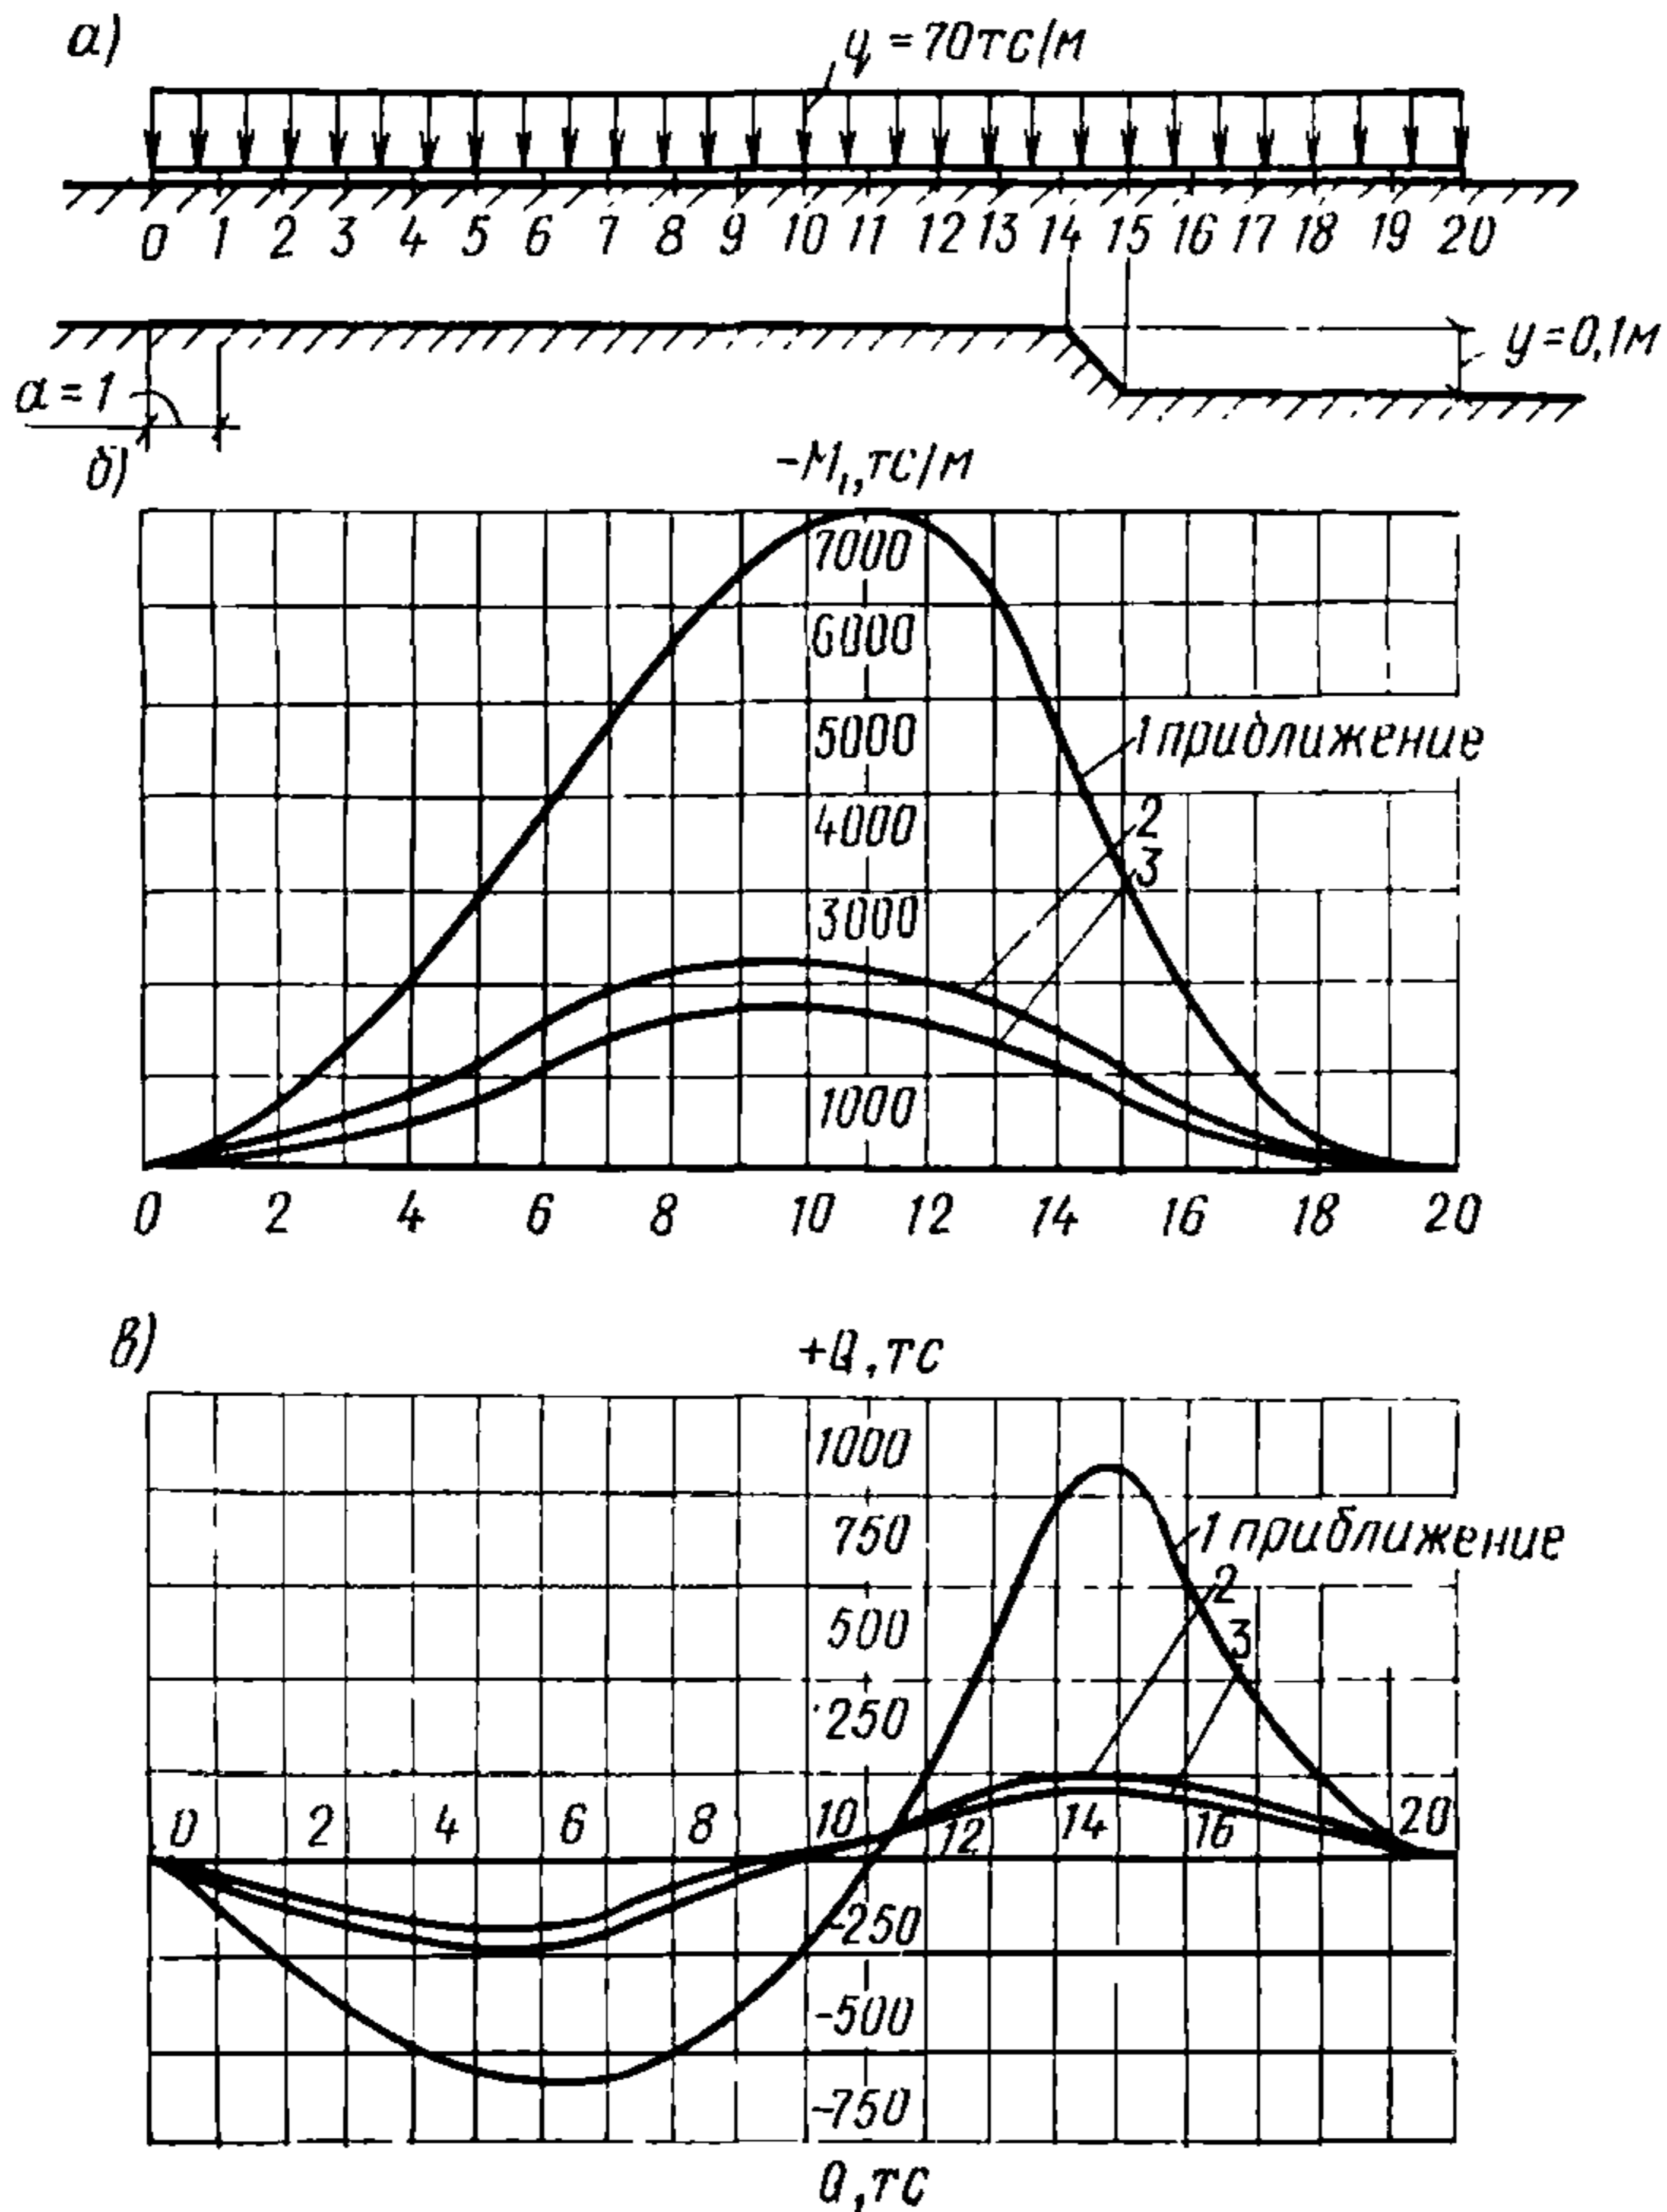 а)
q = 70 тс/м
0 1 2 3 4 5 6 7 8 9 10 11 12 13 14 15 16 17 18 19 20
y = 0,1м
a = 1
б)
-M, тс/м
7000
6000
5000
1 приближение
4000
2
3
3000
1000
0 2 4 6 8 10 12 14 16 18 20
в)
+Q, тс
1000
750
1 приближение
500
2
3
250
0 2 4 6 8 10 12 14 16 20
-250
-500
-750
Q, тс